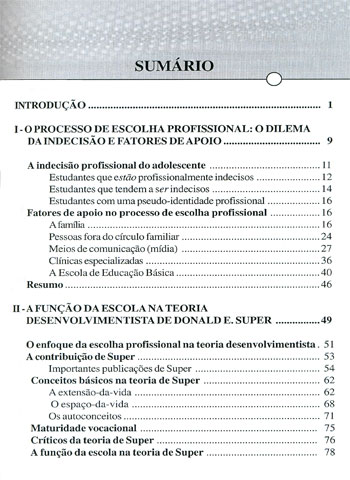 SUMÁRIO
INTRODUÇÃO ........................................................................ 1
I - O PROCESSO DE ESCOLHA PROFISSIONAL: O DILEMA
DA INDECISÃO E FATORES DE APOIO ............................. 9
A indecisão profissional do adolescente ............................ 11
Estudantes que estão profissionalmente indecisos ............ 12
Estudantes que tendem a ser indecisos ............................ 14
Estudantes com uma pseudo-identidade profissional ........ 16
Fatores de apoio no processo de escolha profissional ........ 16
A família ............................................................ 16
Pessoas fora do círculo familiar .................................... 24
Meios de comunicação (mídia) ...................................... 27
Clínicas especializadas ............................................ 36
A Escola de Educação Básica ........................................ 40
Resumo ................................................................ 46
II - A FUNÇÃO DA ESCOLA NA TEORIA
DESENVOLVIMENTISTA DE DONALD E. SUPER ................ 49
O enfoque da escolha profissional na teoria desenvolvimentista . 51
A contribuição de Super ................................................ 53
Importantes publicações de Super .................................... 54
Conceitos básicos na teoria de Super ................................ 62
A extensão-da-vida .................................................. 62
O espaço-da-vida .................................................... 68
Os autoconceitos .................................................... 71
Maturidade vocacional .................................................. 75
Críticos da teoria de Super ............................................ 76
A função da escola na teoria de Super ................................ 78